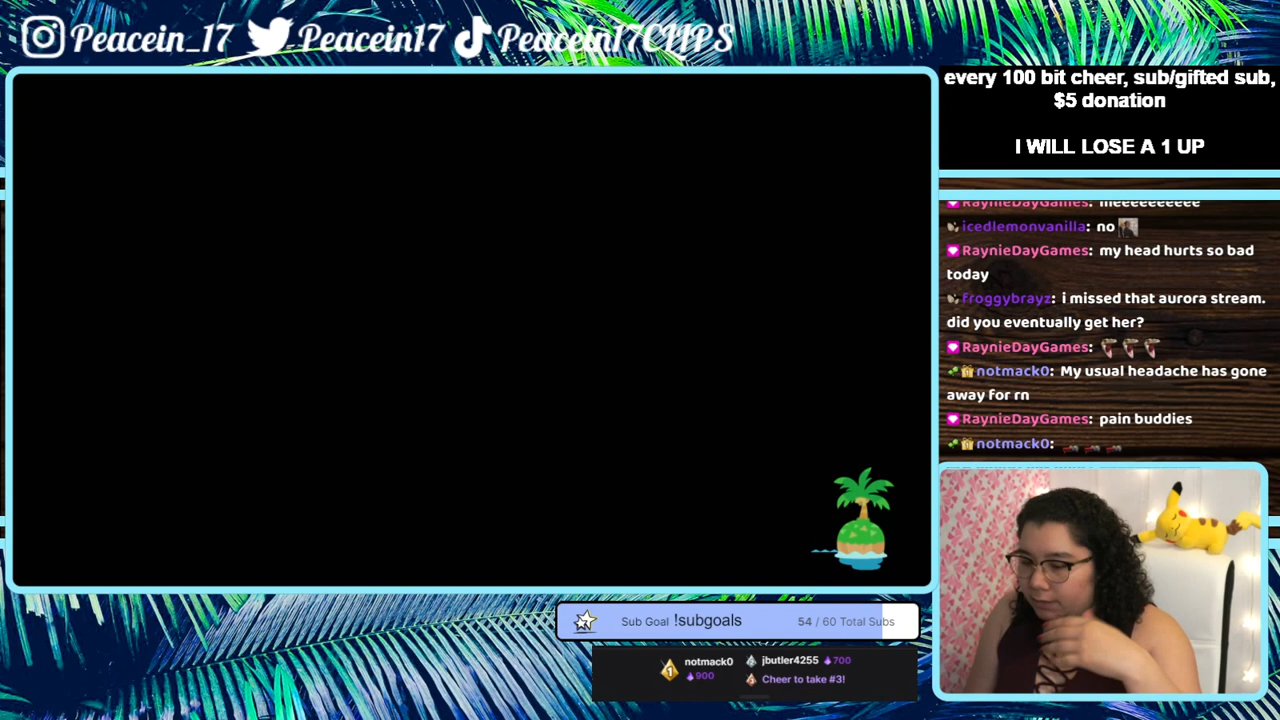 Peacein_17 Peacein17 Peacein17CLIPS
every 100 bit cheer, sub/gifted sub,
$5 donation
I WILL LOSE A 1 UP
RaynieDayGames: meeeeeeeeee
icedlemonvanilla: no
RaynieDayGames: my head hurts so bad
today
froggybrayz: i missed that aurora stream.
did you eventually get her?
RaynieDayGames:
notmack0: My usual headache has gone
away for rn
RaynieDayGames: pain buddies
notmack0:
Sub Goal !subgoals 54 / 60 Total Subs
1 notmack0 900
jbutler4255 700
Cheer to take #3!